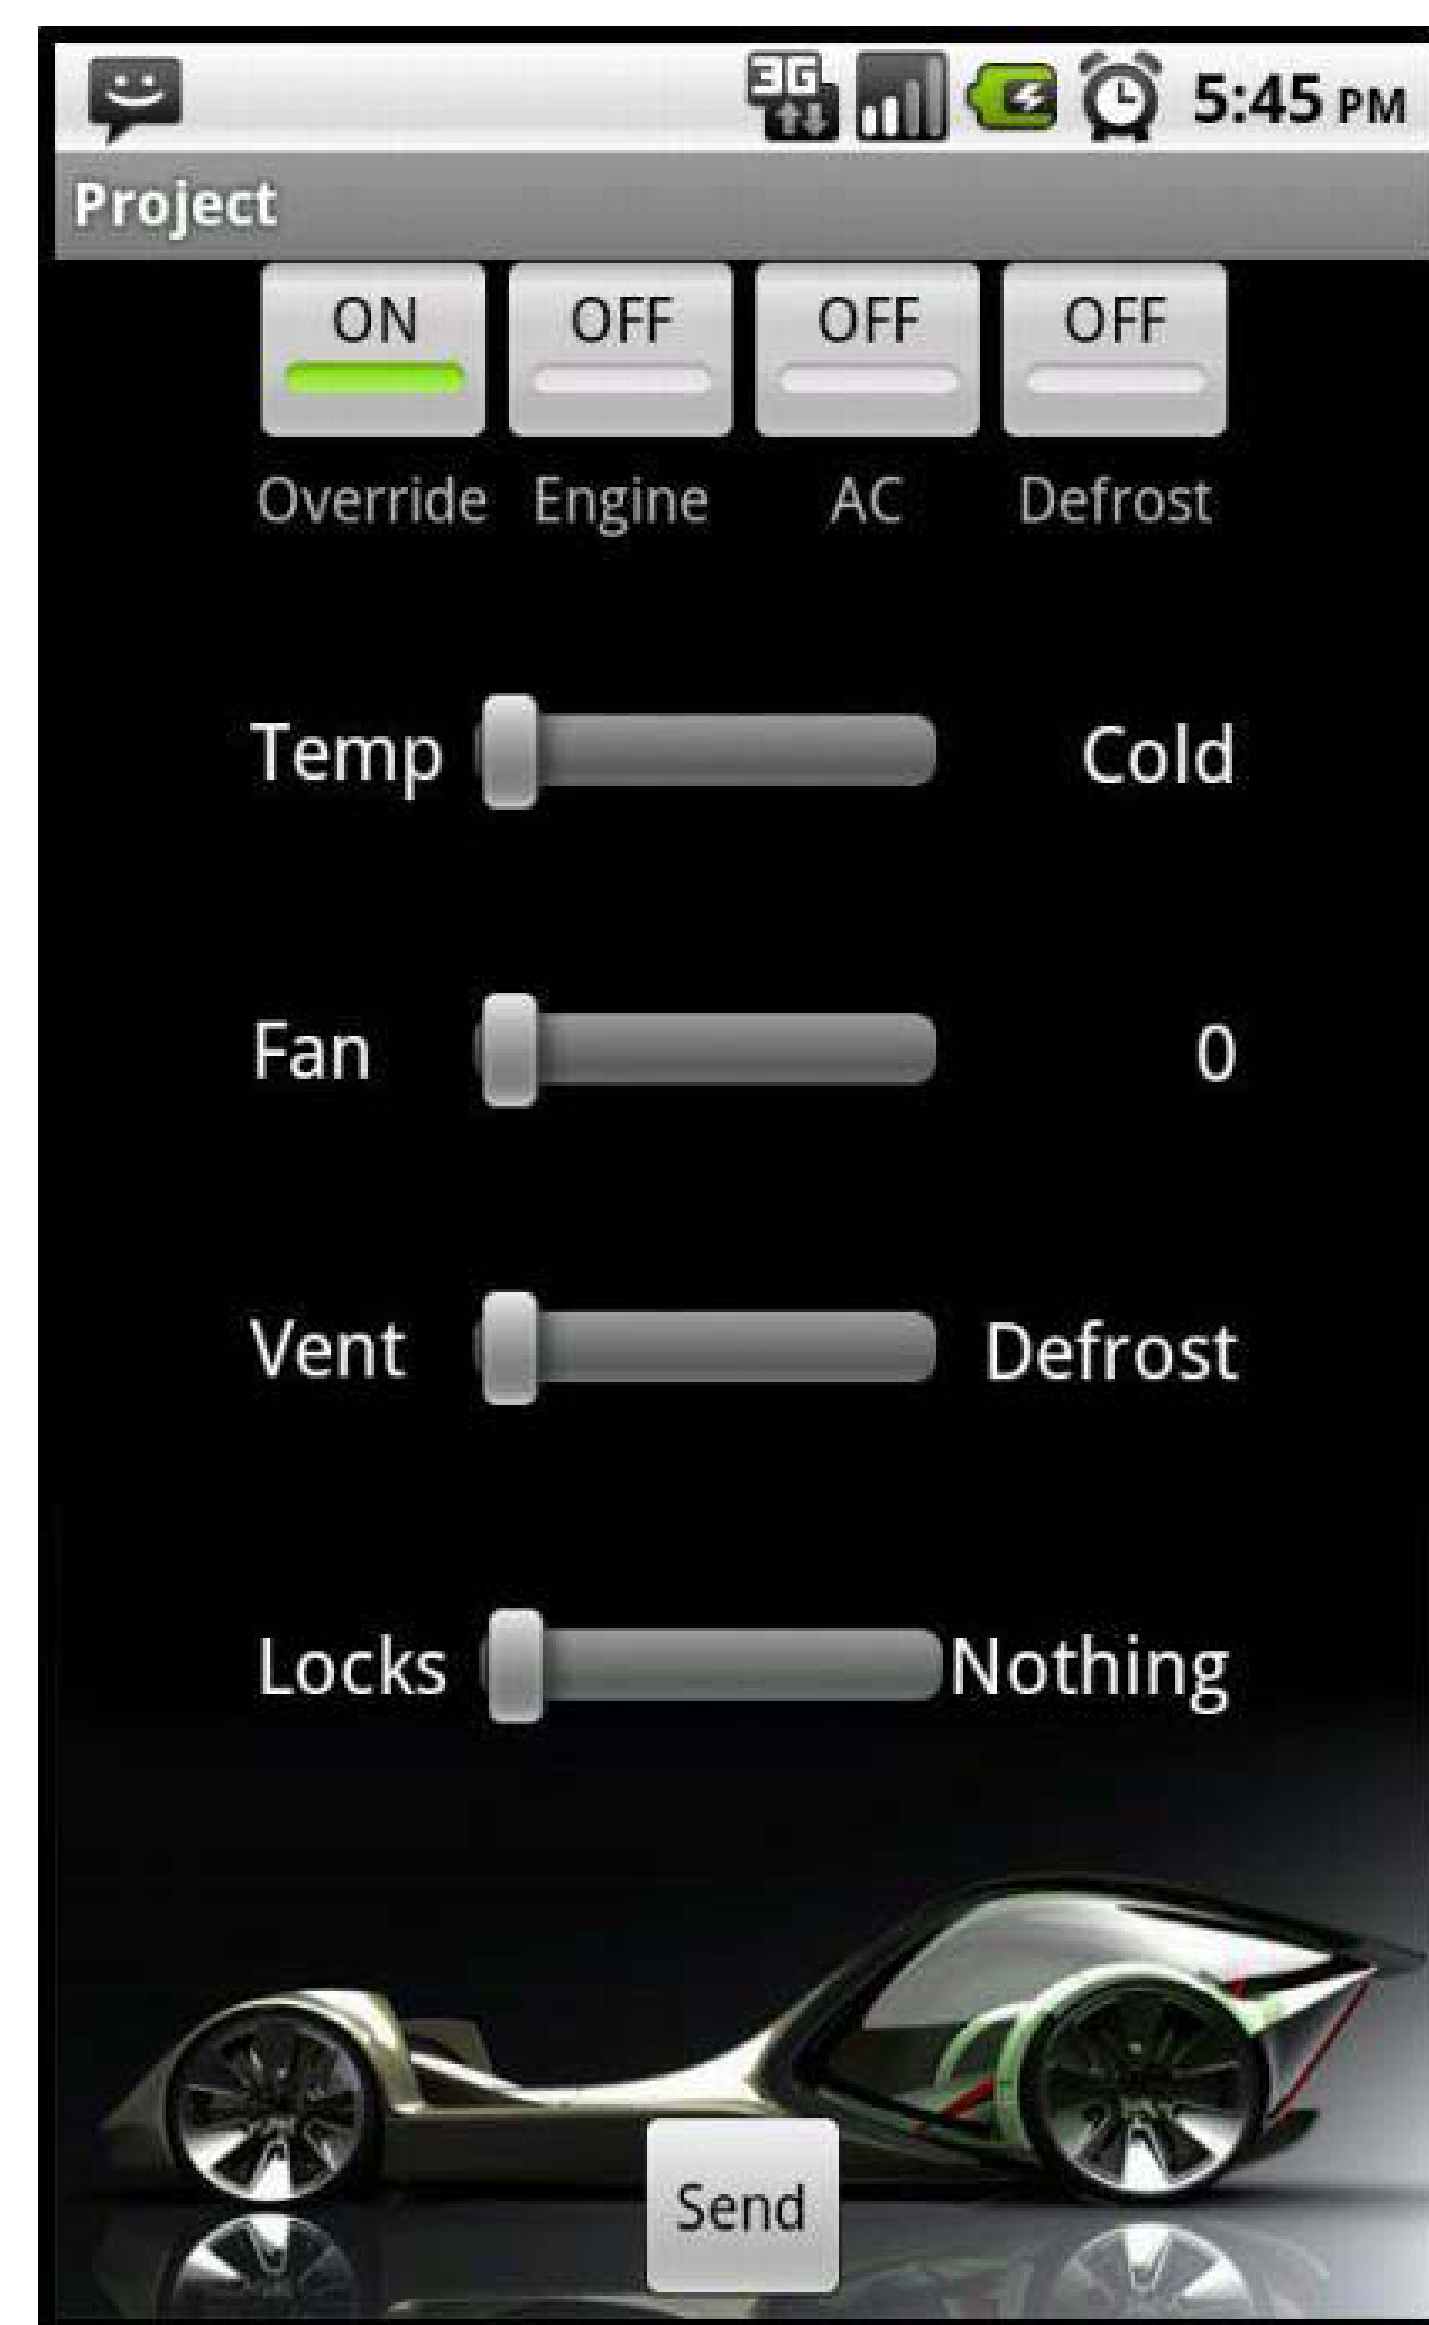 3G 5:45 PM
Project
ON OFF OFF OFF
Override Engine AC Defrost
Temp Cold
Fan 0
Vent Defrost
Locks Nothing
Send